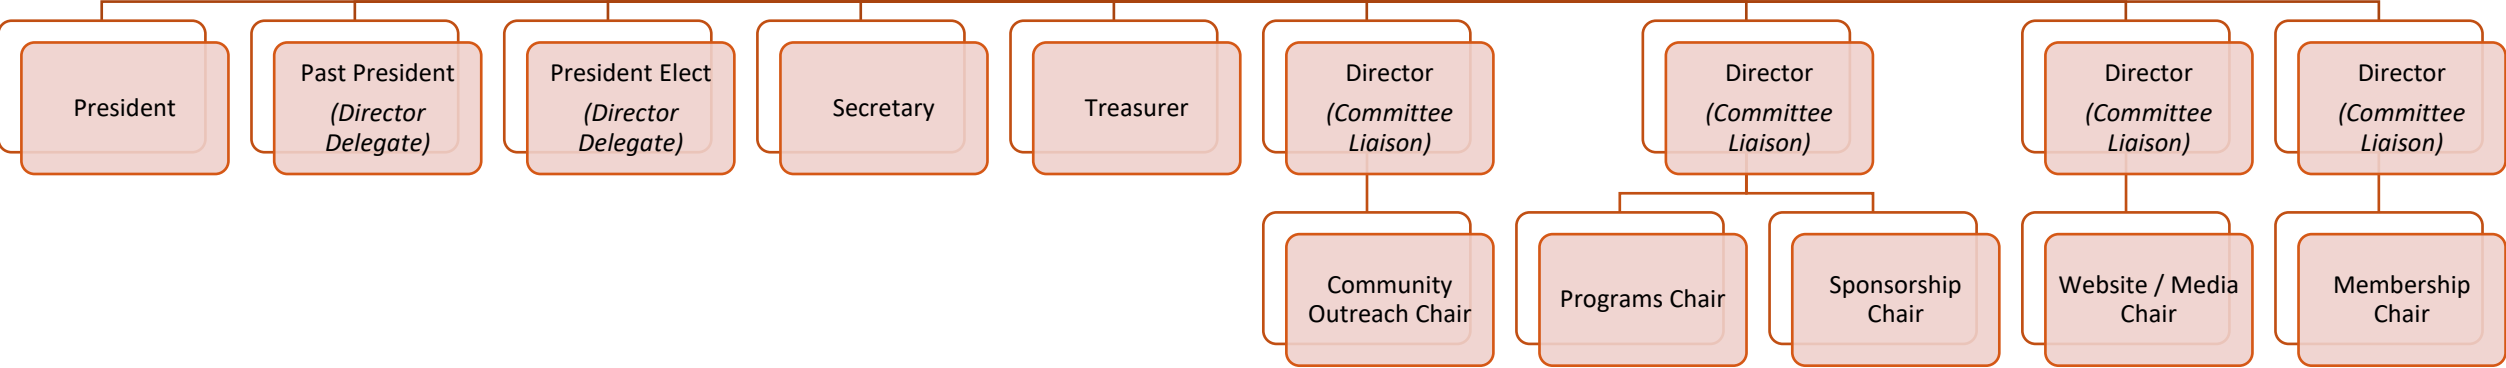 President
Past President
(Director
Delegate)
President Elect
(Director
Delegate)
Secretary
Treasurer
Director
(Committee
Liaison)
Director
(Committee
Liaison)
Director
(Committee
Liaison)
Director
(Committee
Liaison)
Community
Outreach Chair
Programs Chair
Sponsorship
Chair
Website / Media
Chair
Membership
Chair